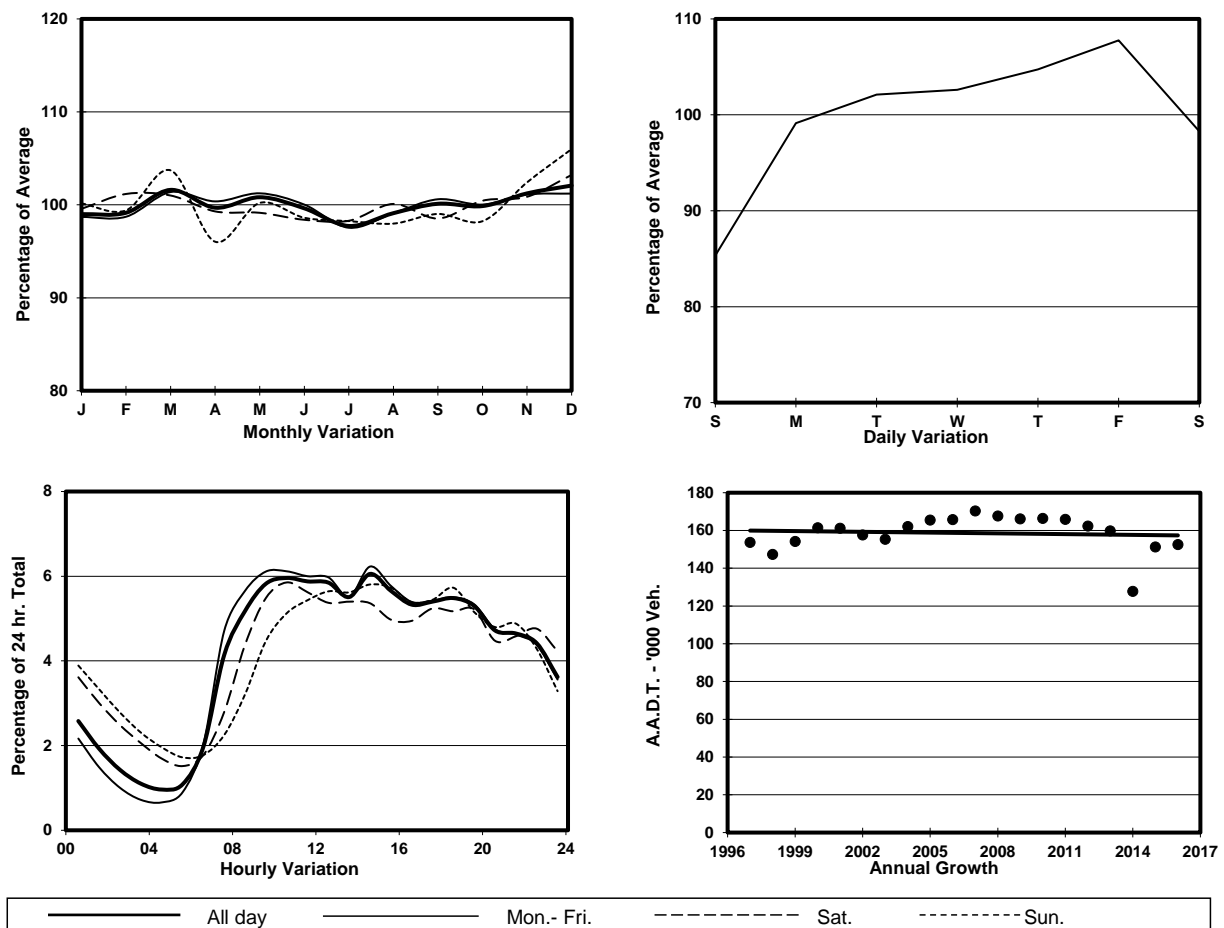 120
110
100
90
80
Percentage of Average
J F M A M J J A S O N D
Monthly Variation
110
100
90
80
70
Percentage of Average
S M T W T F S
Daily Variation
8
6
4
2
0
Percentage of 24 hr. Total
00 04 08 12 16 20 24
Hourly Variation
180
160
140
120
100
80
60
40
20
0
A.A.D.T. - '000 Veh.
1996 1999 2002 2005 2008 2011 2014 2017
Annual Growth
All day Mon.- Fri. Sat. Sun.